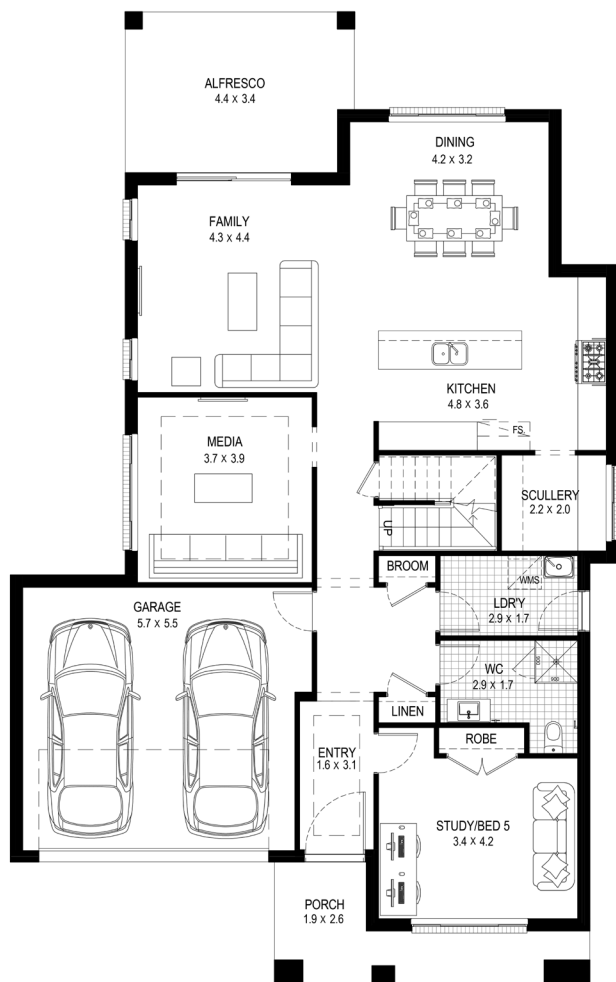 ALFRESCO
4.4 x 3.4
DINING
4.2 x 3.2
FAMILY
4.3 x 4.4
KITCHEN
4.8 x 3.6
FS.
MEDIA
3.7 x 3.9
SCULLERY
2.2 x 2.0
UP
BROOM
WMS
LDR'Y
2.9 x 1.7
GARAGE
5.7 x 5.5
WC
2.9 x 1.7
900
900
LINEN
ROBE
ENTRY
1.6 x 3.1
STUDY/BED 5
3.4 x 4.2
PORCH
1.9 x 2.6